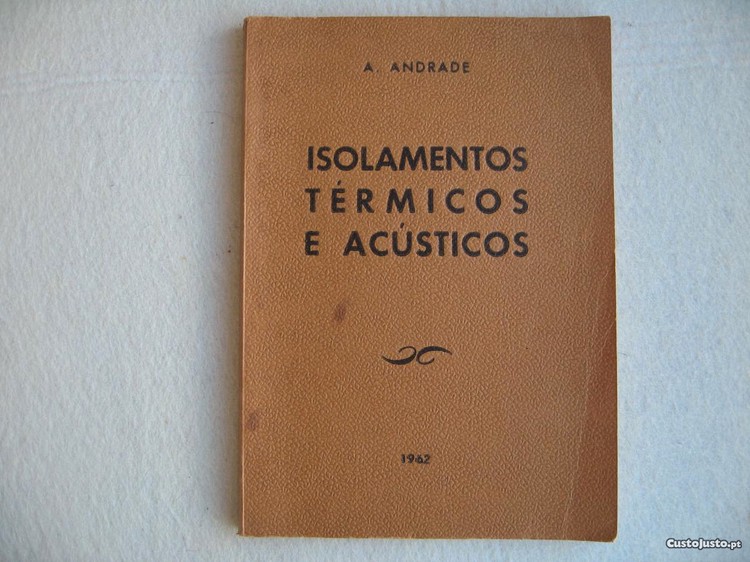 A. ANDRADE
ISOLAMENTOS
TÉRMICOS
E ACÚSTICOS
1962
CustoJusto.pt